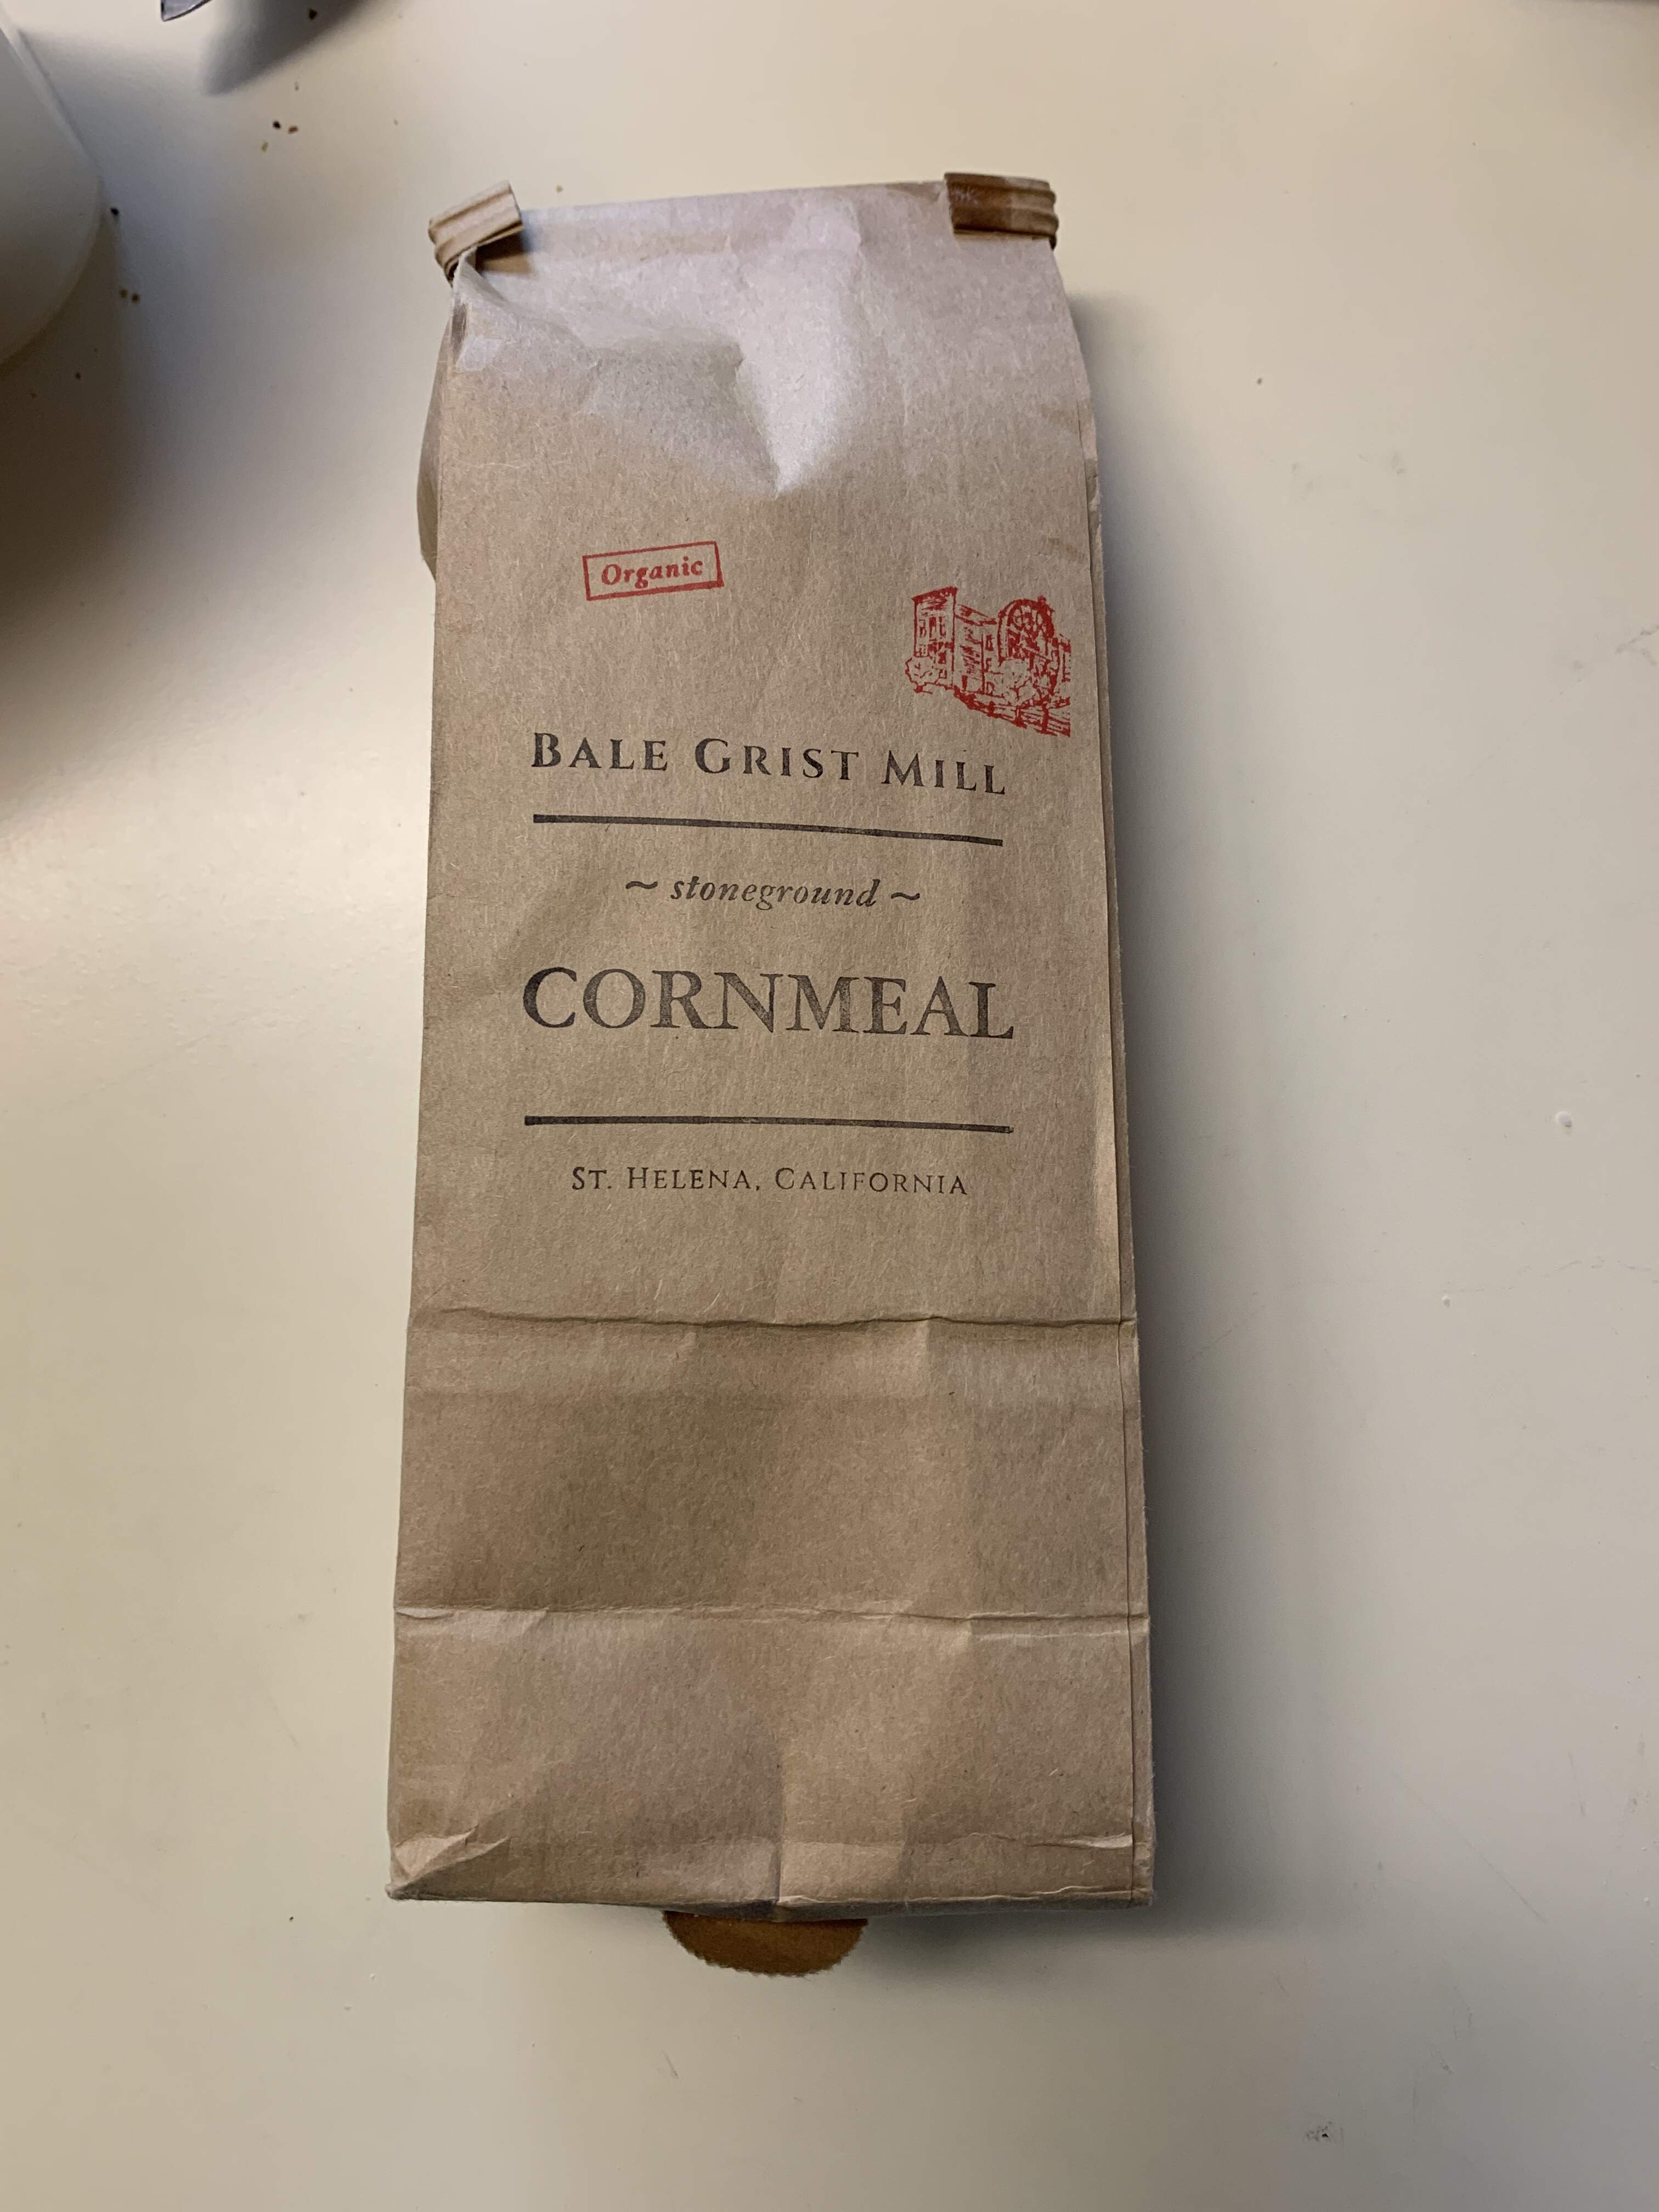 Organic
BALE GRIST MILL
~ stoneground ~
CORNMEAL
ST. HELENA, CALIFORNIA